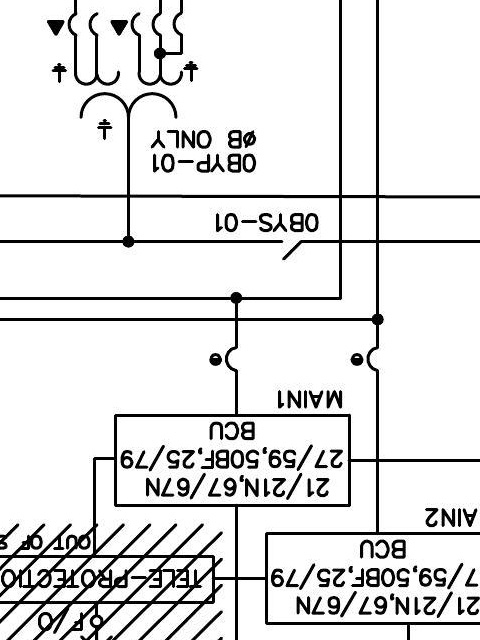 21/21N,67/67N
7/59,50BF,25/79
BCU
AIN2
TELE-PROTECTIO
OUT OF S
21/21N,67/67N
27/59,50BF,25/79
BCU
MAIN1
0BYS-01
0BYP-01
ØB ONLY